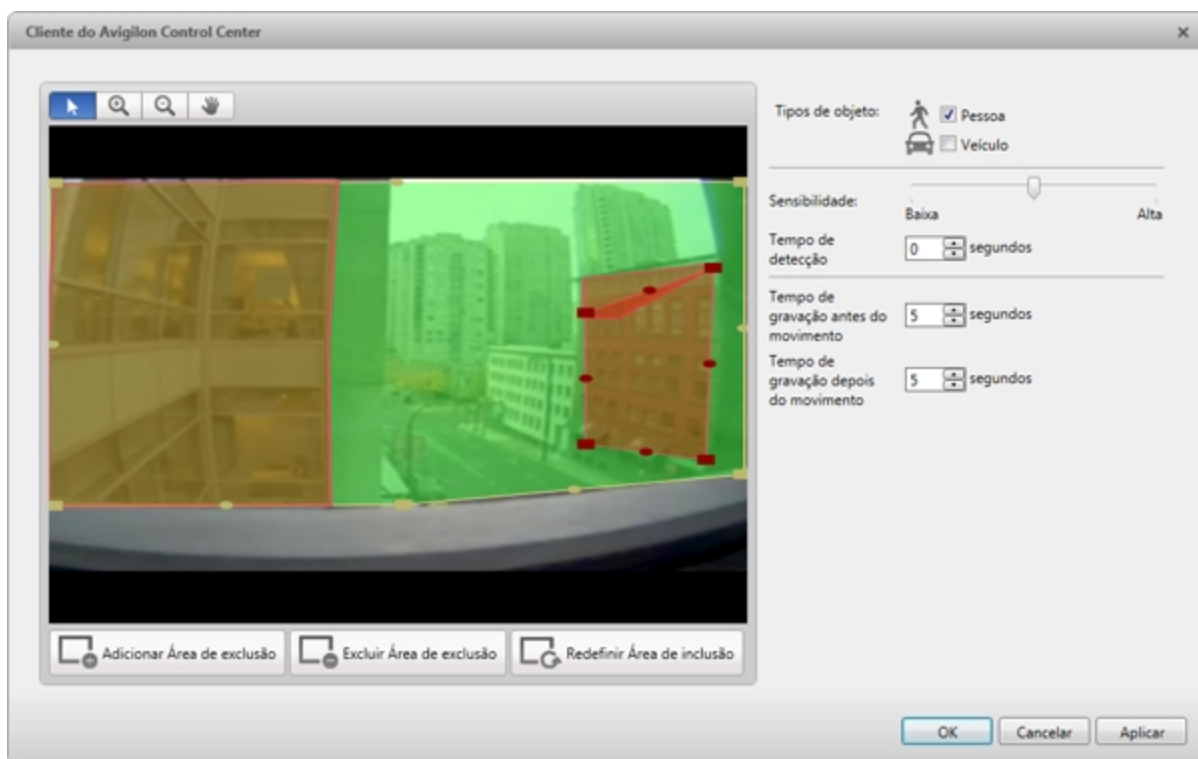 Cliente do Avigilon Control Center
Tipos de objeto:
Pessoa
Veículo
Sensibilidade:
Baixa
Alta
Tempo de
detecção
0
segundos
Tempo de
gravação antes do
movimento
5
segundos
Tempo de
gravação depois
do movimento
5
segundos
Adicionar Área de exclusão
Excluir Área de exclusão
Redefinir Área de inclusão
OK
Cancelar
Aplicar